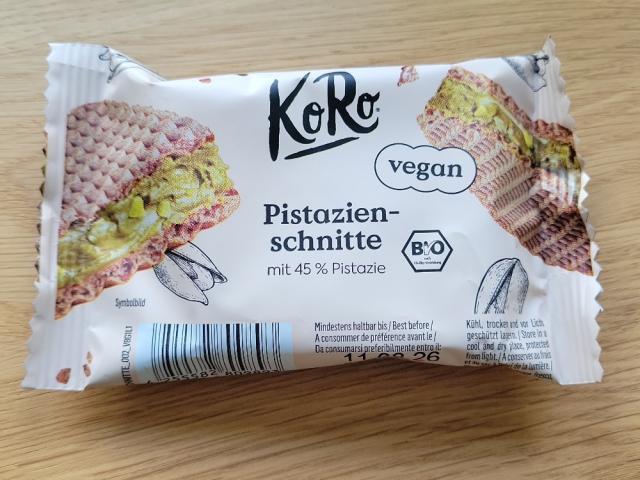 KoRo
vegan
Pistazien-
schnitte
mit 45 % Pistazie
BIO
Symbolbild
Mindestens haltbar bis / Best before /
A consommer de préférence avant le /
Da consumarsi preferibilmente entro il:
Kühl, trocken und vor Licht
geschützt lagern. / Store in a
cool and dry place, protected
from light. / A conserver au frais